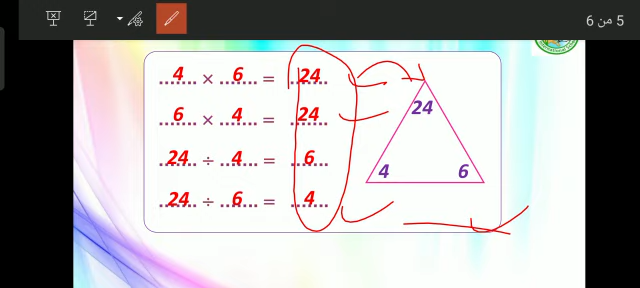 5 من 6
4 × 6 = 24
6 × 4 = 24
24 ÷ 4 = 6
24 ÷ 6 = 4
24
4 6